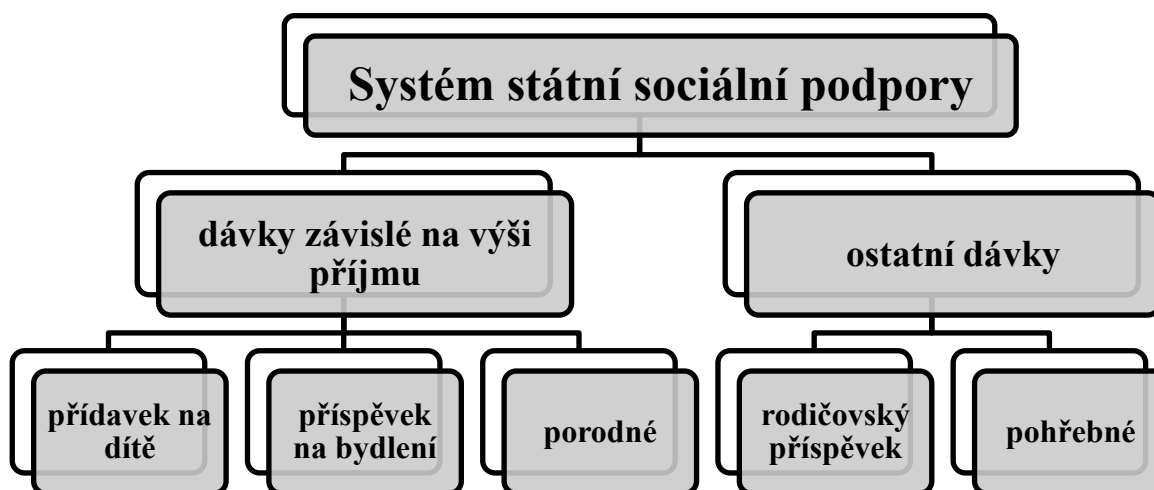 Systém státní sociální podpory
dávky závislé na výši
příjmu
ostatní dávky
přídavek na
dítě
příspěvek
na bydlení
porodné
rodičovský
příspěvek
pohřebné